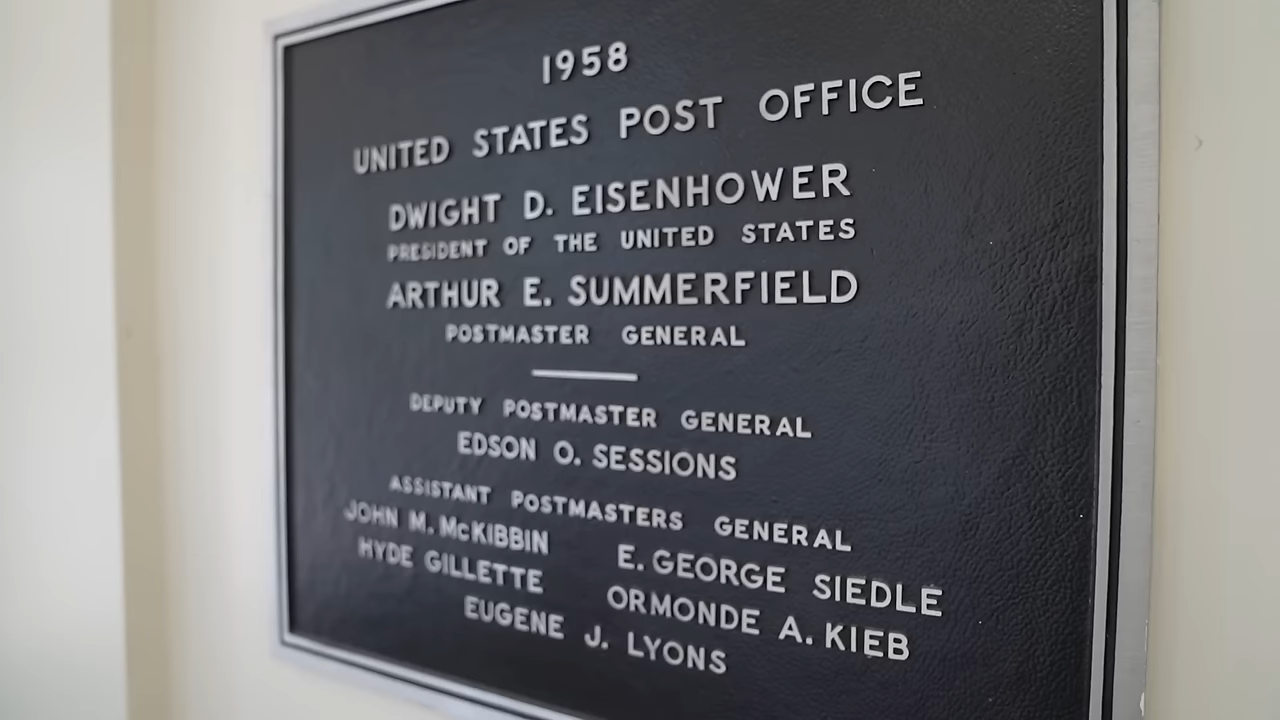 1958
UNITED STATES POST OFFICE
DWIGHT D. EISENHOWER
PRESIDENT OF THE UNITED STATES
ARTHUR E. SUMMERFIELD
POSTMASTER GENERAL
DEPUTY POSTMASTER GENERAL
EDSON O. SESSIONS
ASSISTANT POSTMASTERS GENERAL
JOHN M. McKIBBIN E. GEORGE SIEDLE
HYDE GILLETTE ORMONDE A. KIEB
EUGENE J. LYONS